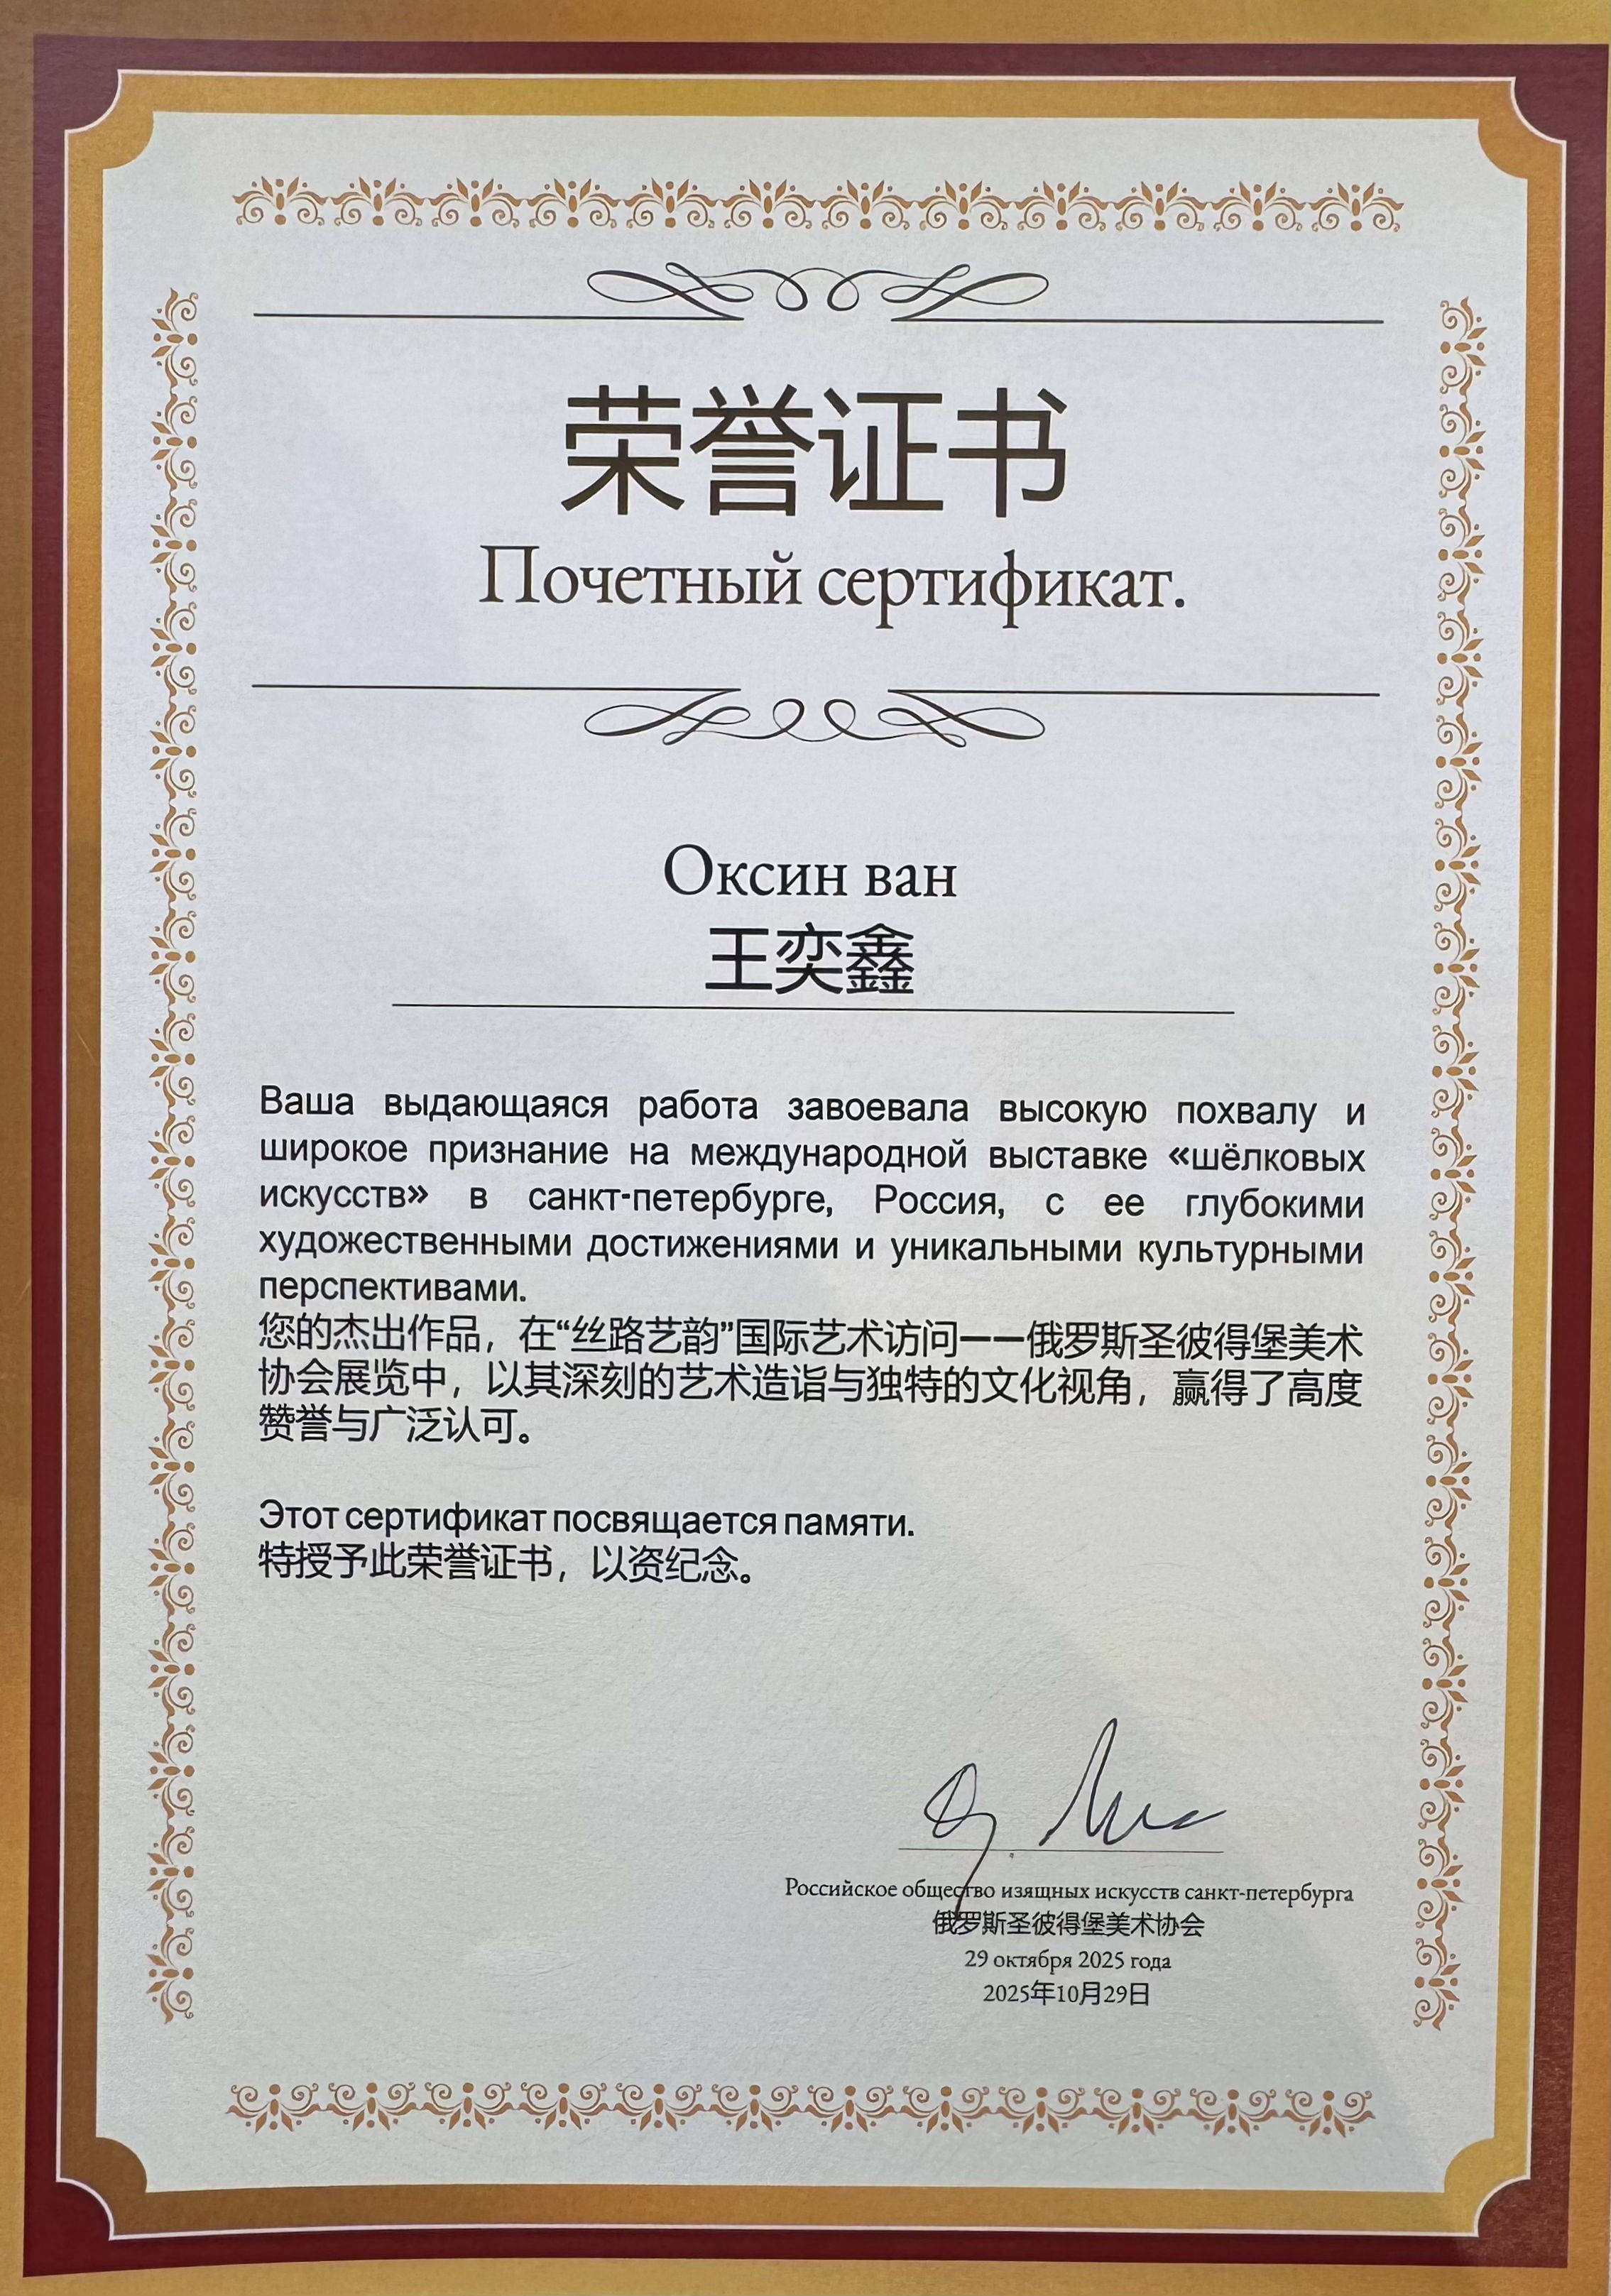 荣誉证书
Почетный сертификат.
Оксин ван
王奕鑫
Ваша выдающаяся работа завоевала высокую похвалу и
широкое признание на международной выставке «шёлковых
искусств» в санкт-петербурге, Россия, с ее глубокими
художественными достижениями и уникальными культурными
перспективами.
您的杰出作品，在“丝路艺韵”国际艺术访问——俄罗斯圣彼得堡美术
协会展览中，以其深刻的艺术造诣与独特的文化视角，赢得了高度
赞誉与广泛认可。
Этот сертификат посвящается памяти.
特授予此荣誉证书，以资纪念。
Российское общество изящных искусств санкт-петербурга
俄罗斯圣彼得堡美术协会
29 октября 2025 года
2025年10月29日